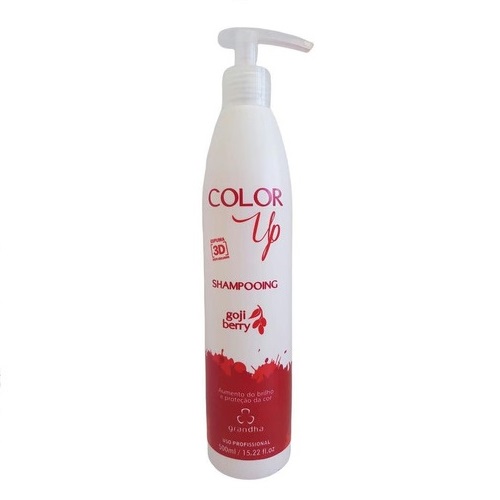 COLOR
Up
3D
SHAMPOOING
goji
berry
Aumento do brilho
e proteção da cor
grandha
USO PROFISSIONAL
500ml / 15.22 fl.oz